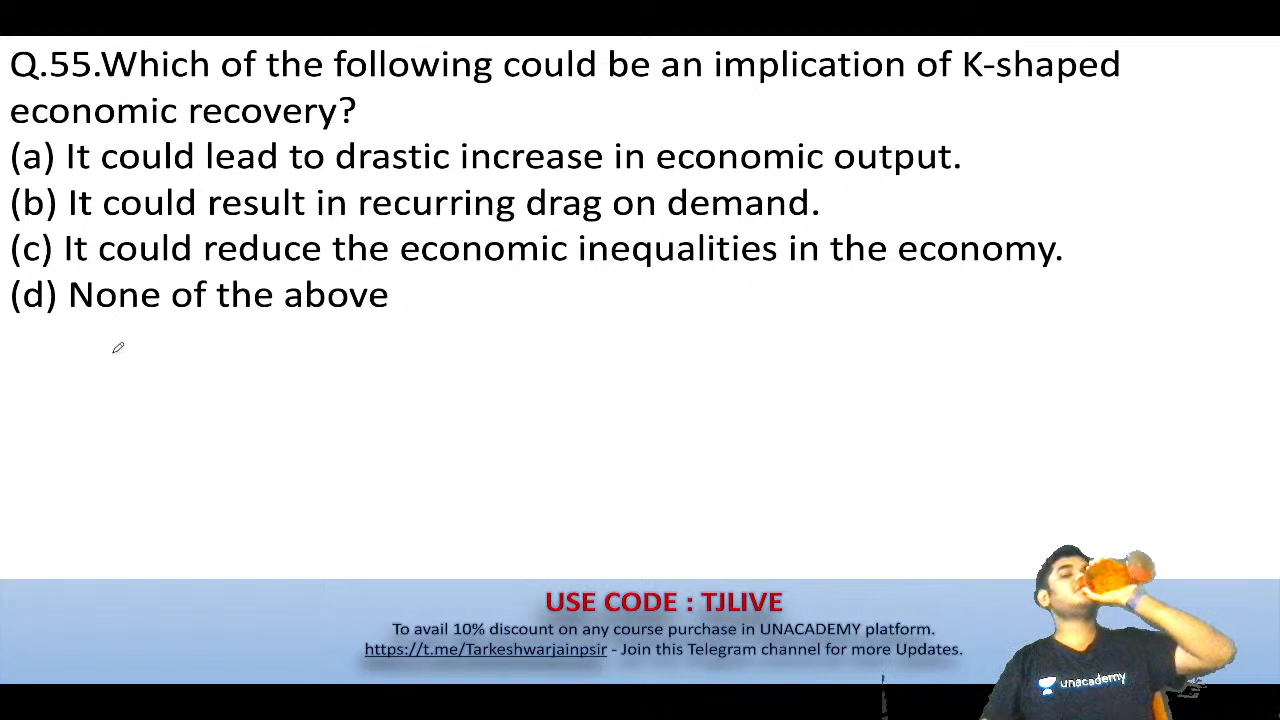 Q.55.Which of the following could be an implication of K-shaped
economic recovery?
(a) It could lead to drastic increase in economic output.
(b) It could result in recurring drag on demand.
(c) It could reduce the economic inequalities in the economy.
(d) None of the above
USE CODE : TJLIVE
To avail 10% discount on any course purchase in UNACADEMY platform.
https://t.me/Tarkeshwarjainpsir - Join this Telegram channel for more Updates.
unacademy